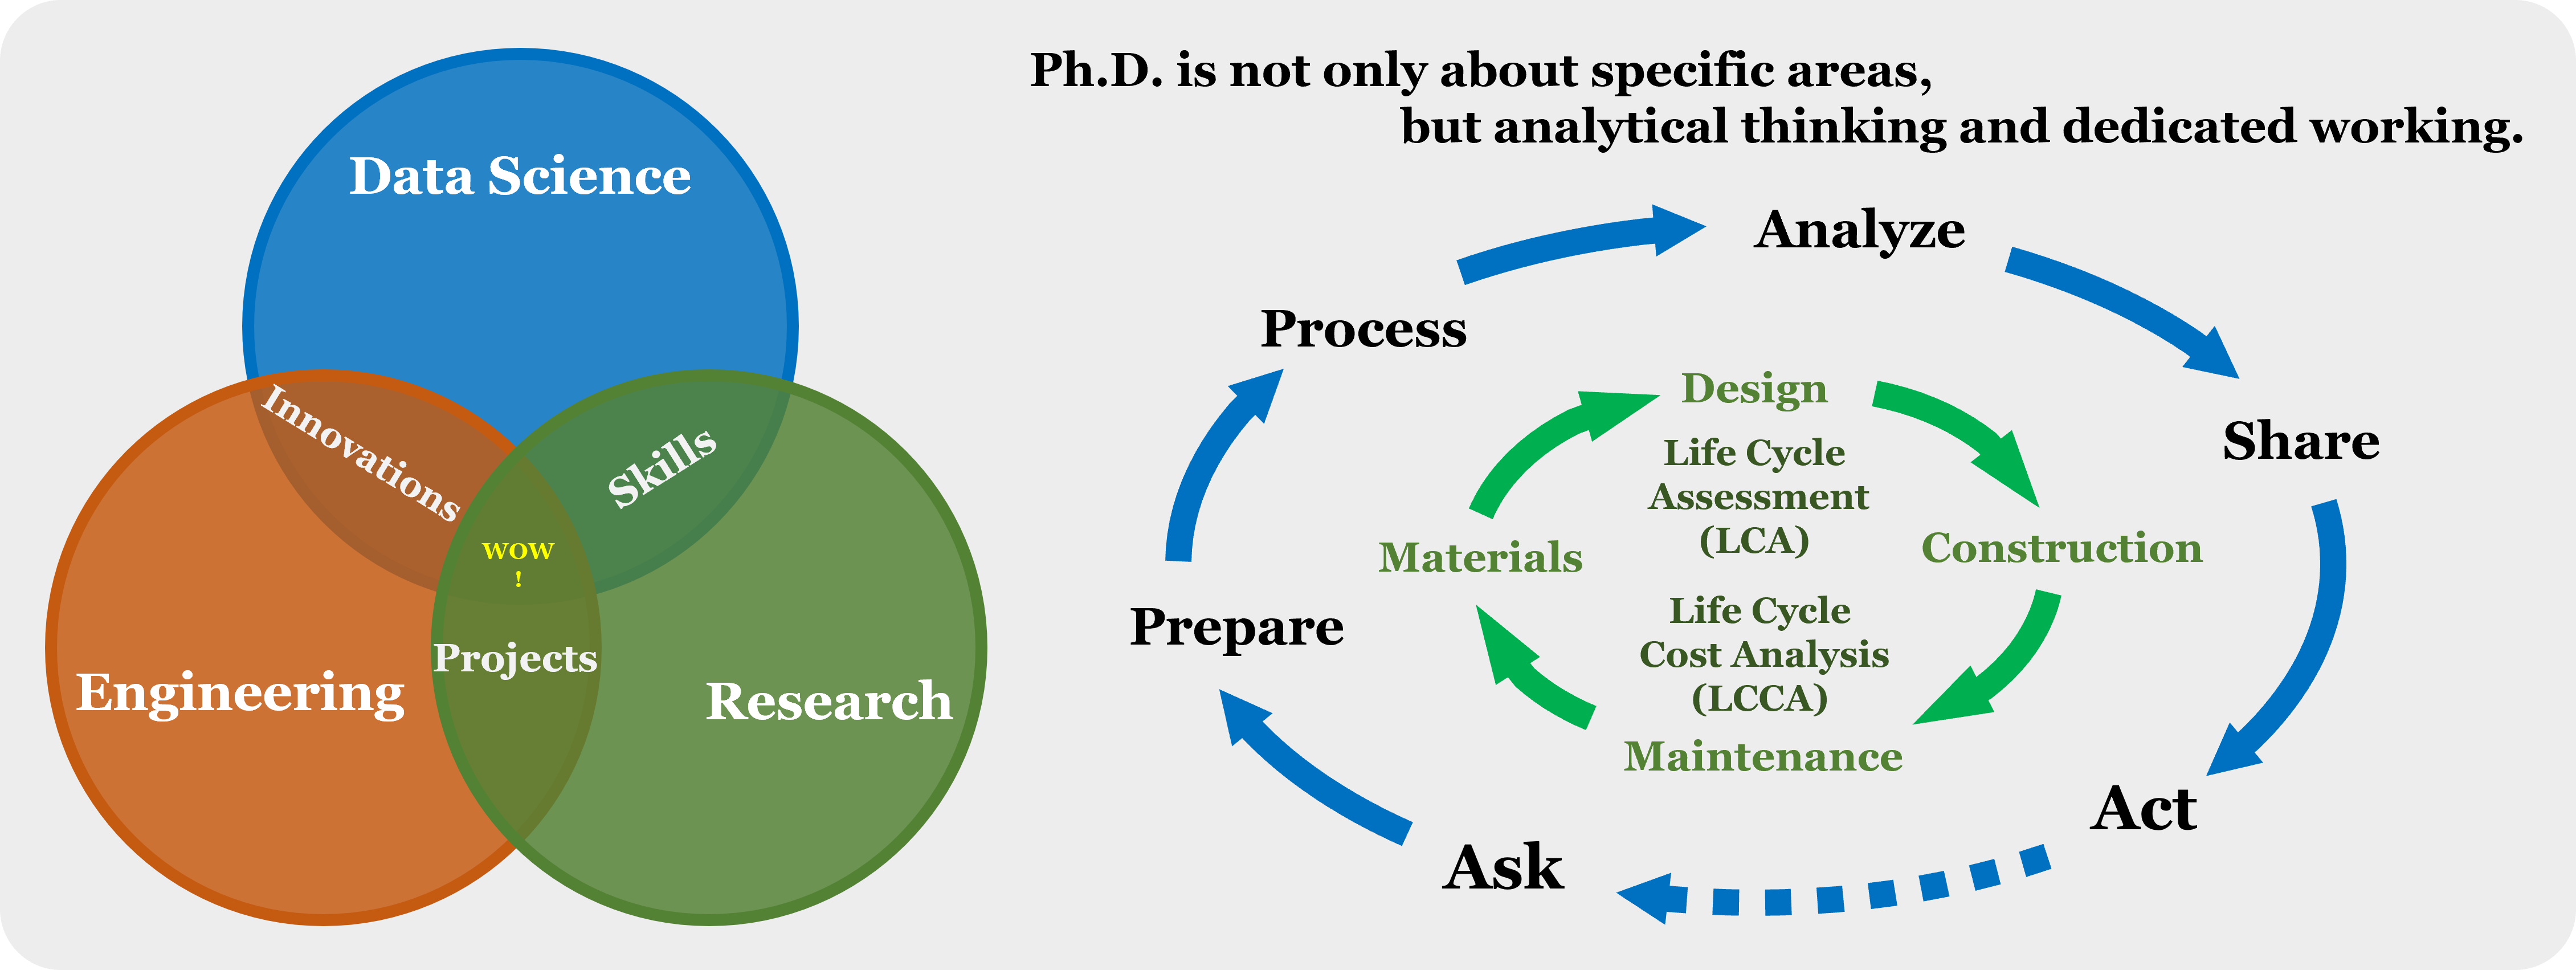 Ph.D. is not only about specific areas,
but analytical thinking and dedicated working.
Data Science
Innovations
Skills
WOW
!
Projects
Engineering
Research
Analyze
Process
Share
Prepare
Act
Ask
Design
Life Cycle
Assessment
(LCA)
Materials
Construction
Life Cycle
Cost Analysis
(LCCA)
Maintenance